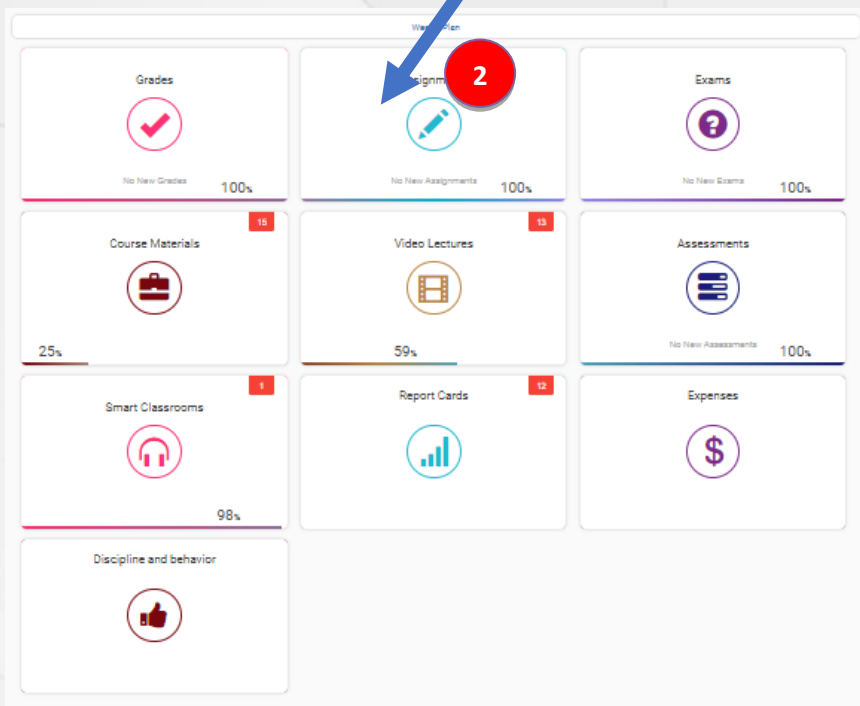 Plan
2
Grades
Exams
No New Grades
100%
No New Assignments
100%
No New Exams
100%
15
Course Materials
25%
13
Video Lectures
59%
Assessments
No New Assessments
100%
1
Smart Classrooms
98%
12
Report Cards
Expenses
$
Discipline and behavior